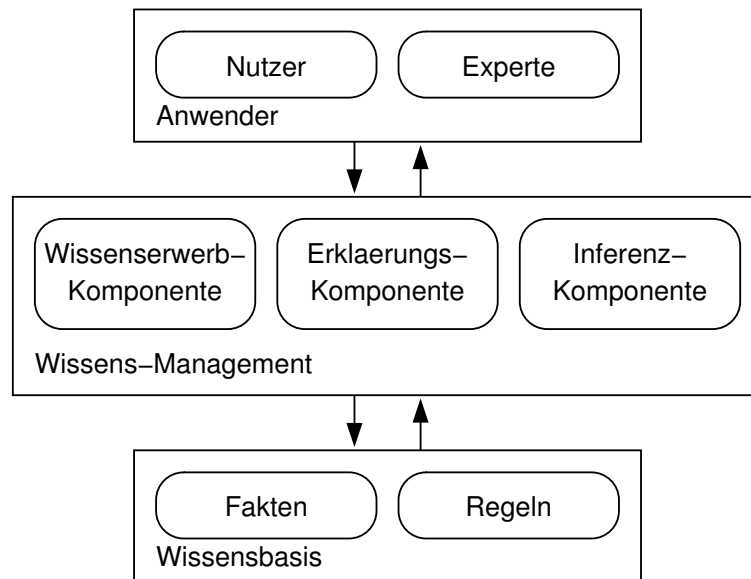 Nutzer Experte
Anwender
Wissenserwerb− Erklaerungs− Inferenz−
Komponente Komponente Komponente
Wissens−Management
Fakten Regeln
Wissensbasis